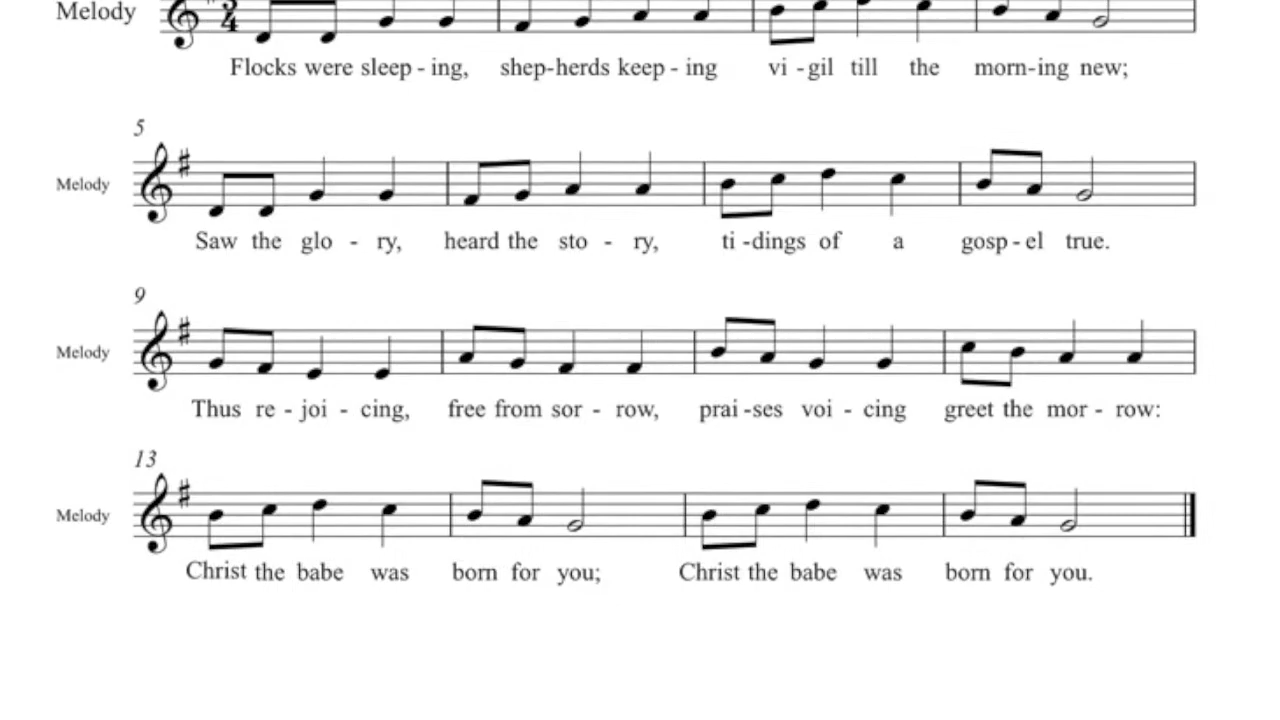 Melody
3
4
Flocks were sleep - ing, shep-herds keep - ing vi - gil till the morn-ing new;
5
Melody
Saw the glo - ry, heard the sto - ry, ti - dings of a gosp - el true.
9
Melody
Thus re - joi - cing, free from sor - row, prai - ses voi - cing greet the mor - row:
13
Melody
Christ the babe was born for you; Christ the babe was born for you.